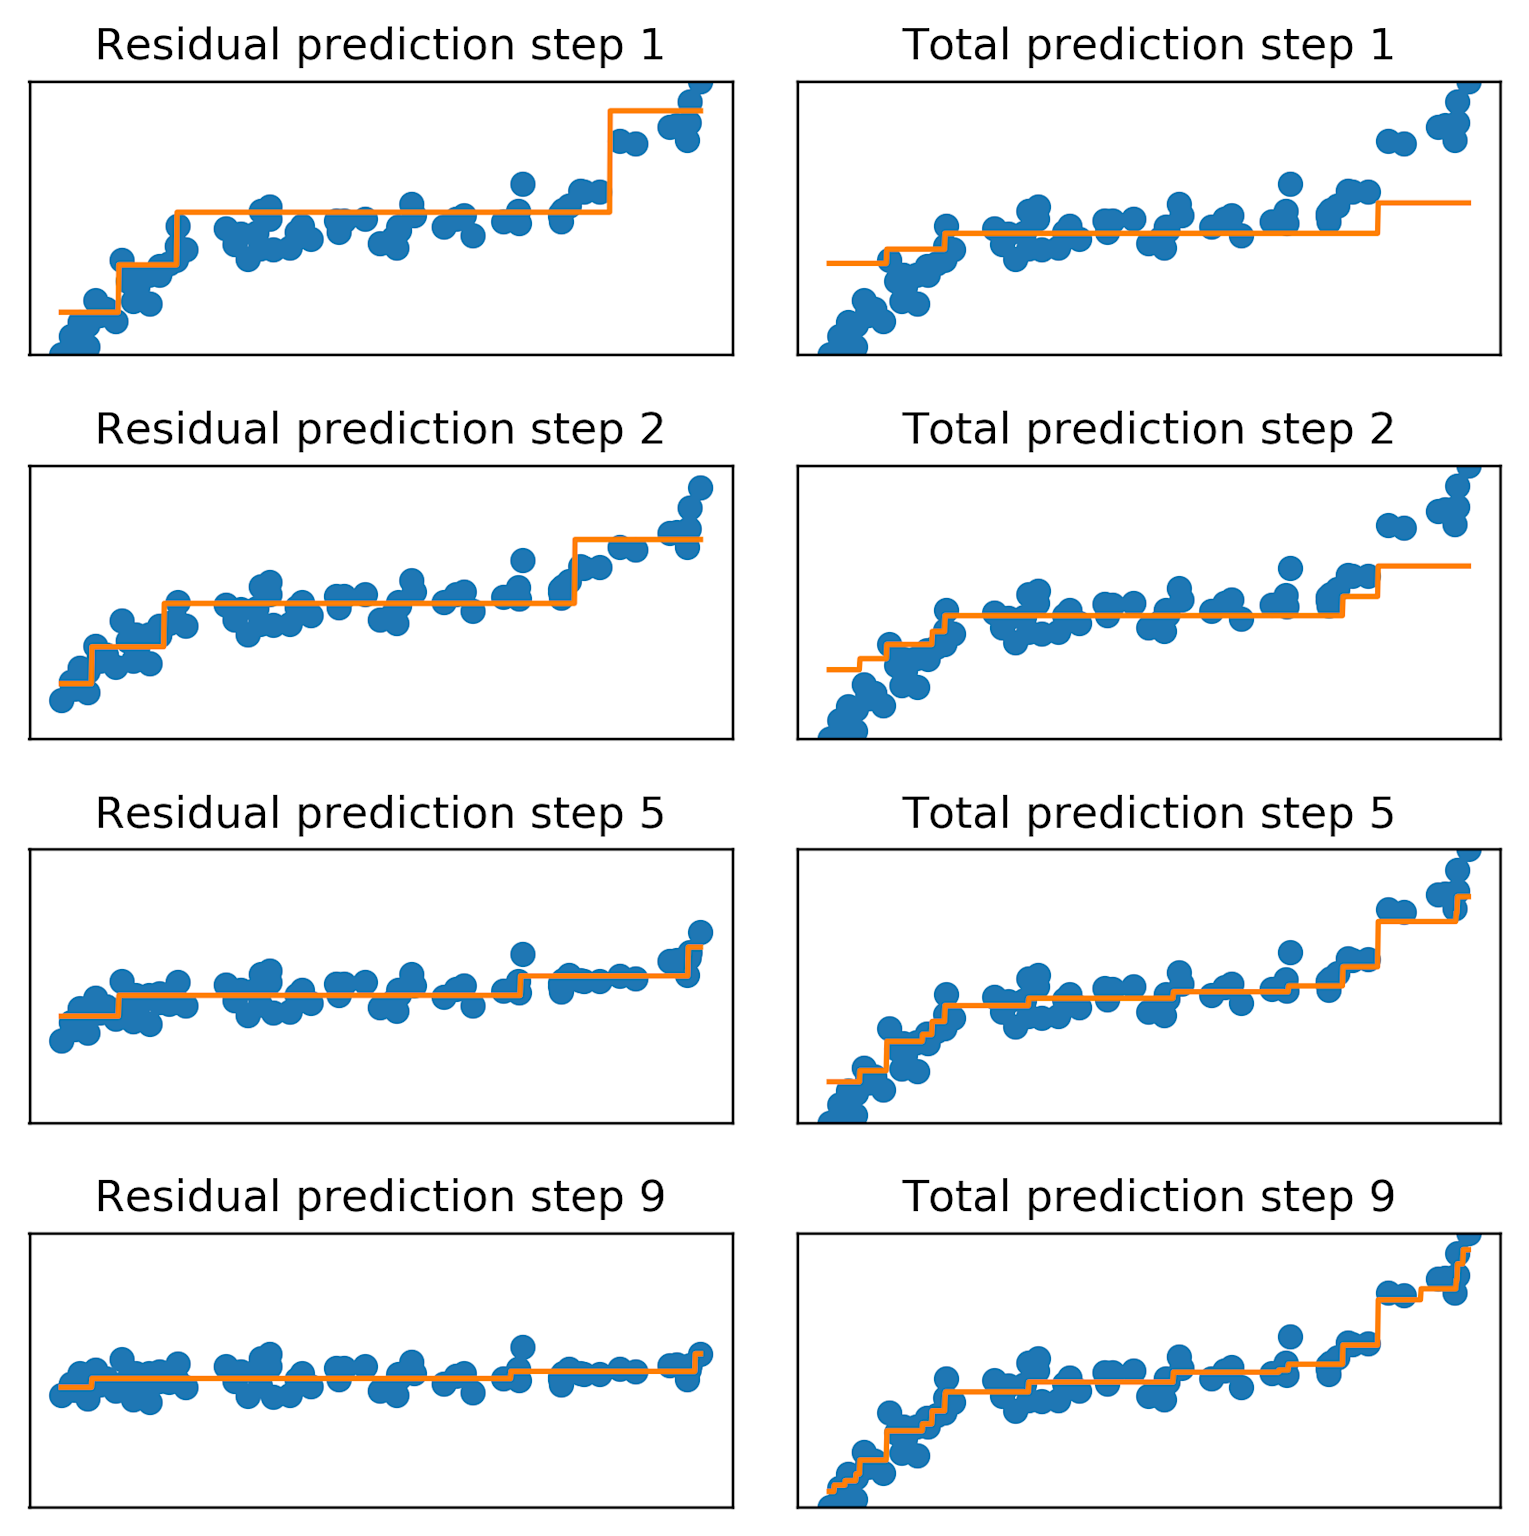 Residual prediction step 1
Total prediction step 1
Residual prediction step 2
Total prediction step 2
Residual prediction step 5
Total prediction step 5
Residual prediction step 9
Total prediction step 9